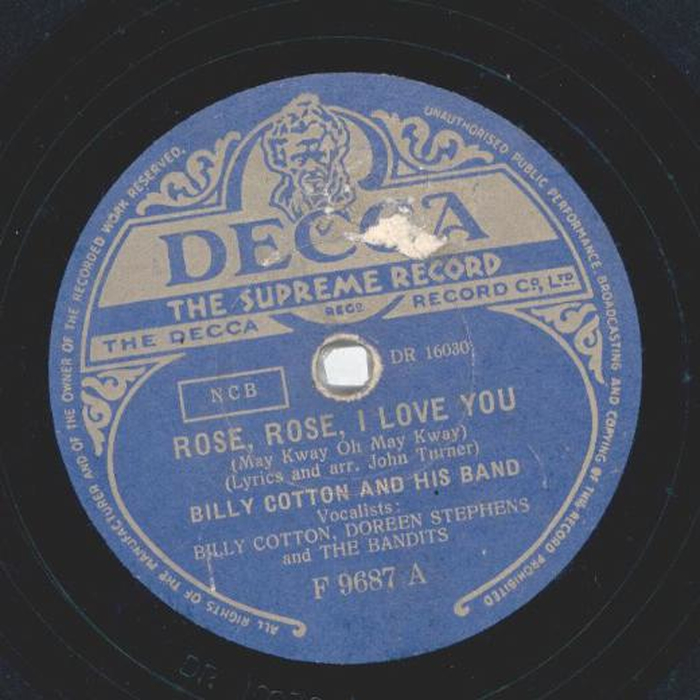 ALL RIGHTS OF THE MANUFACTURER AND OF THE OWNER OF THE RECORDED WORK RESERVED.
UNAUTHORISED PUBLIC PERFORMANCE BROADCASTING AND COPYING OF THIS RECORD PROHIBITED
DECCA
THE SUPREME RECORD
THE DECCA REGD RECORD CO., LTD.
DR 16030
NCB
ROSE, ROSE, I LOVE YOU
(May Kway Oh May Kway)
(Lyrics and arr. John Turner)
BILLY COTTON AND HIS BAND
Vocalists:
BILLY COTTON, DOREEN STEPHENS
and THE BANDITS
F 9687 A